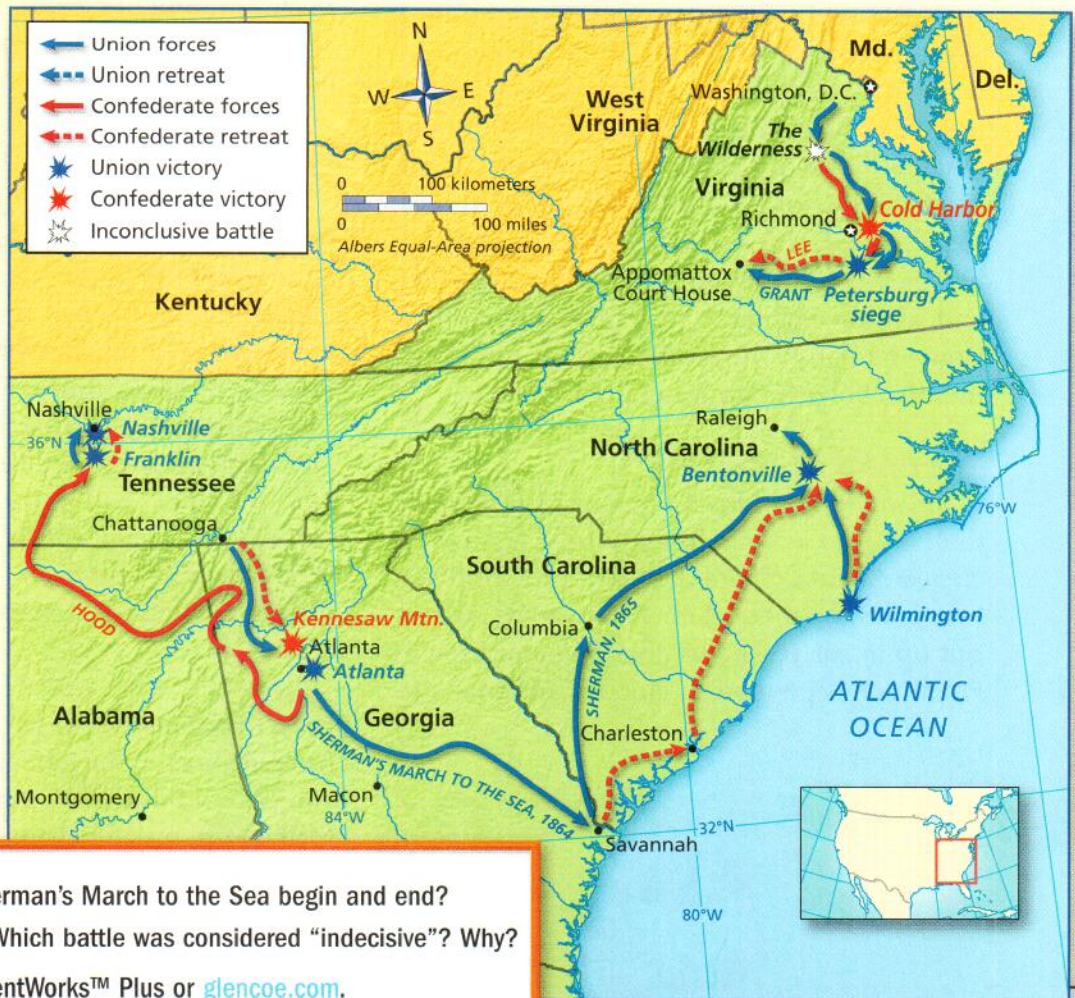 Union forces
Union retreat
Confederate forces
Confederate retreat
Union victory
Confederate victory
Inconclusive battle
N
W
E
S
0 100 kilometers
0 100 miles
Albers Equal-Area projection
West
Virginia
Md.
Del.
Washington, D.C.
The
Wilderness
Virginia
Cold Harbor
Richmond
LEE
Appomattox
Court House
GRANT
Petersburg
siege
Kentucky
Nashville
Nashville
36°N
Franklin
Tennessee
Raleigh
North Carolina
Bentonville
76°W
Chattanooga
South Carolina
HOOD
Kennesaw Mtn.
Columbia
SHERMAN, 1865
Wilmington
Atlanta
Atlanta
ATLANTIC
OCEAN
Alabama
Georgia
Charleston
SHERMAN'S MARCH TO THE SEA, 1864
Montgomery
Macon
84°W
32°N
Savannah
80°W
erman's March to the Sea begin and end?
Which battle was considered "indecisive"? Why?
entWorks™ Plus or glencoe.com.